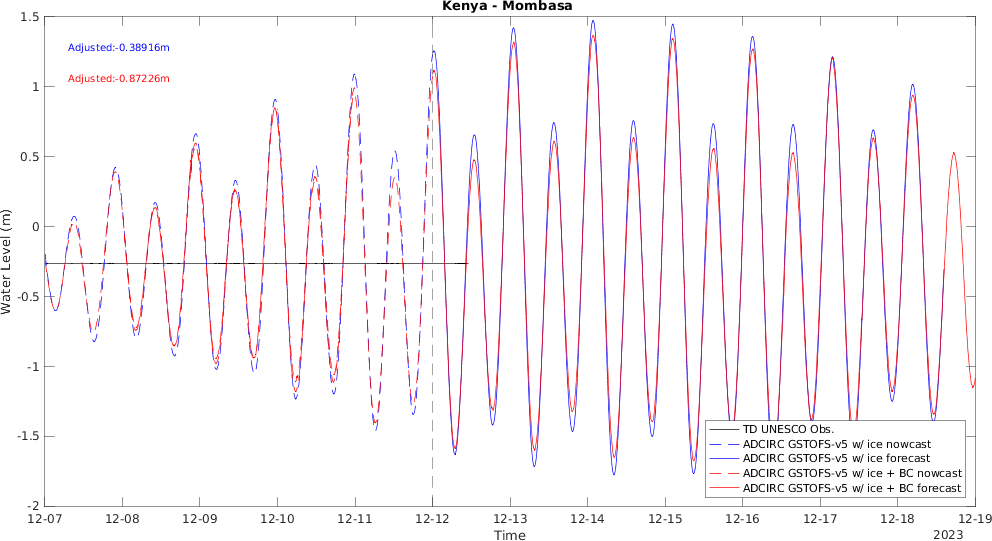 Kenya - Mombasa
Adjusted:-0.38916m
Adjusted:-0.87226m
Water Level (m)
1.5
1
0.5
0
-0.5
-1
-1.5
-2
TD UNESCO Obs.
ADCIRC GSTOFS-v5 w/ ice nowcast
ADCIRC GSTOFS-v5 w/ ice forecast
ADCIRC GSTOFS-v5 w/ ice + BC nowcast
ADCIRC GSTOFS-v5 w/ ice + BC forecast
12-07 12-08 12-09 12-10 12-11 12-12 12-13 12-14 12-15 12-16 12-17 12-18 12-19
Time
2023